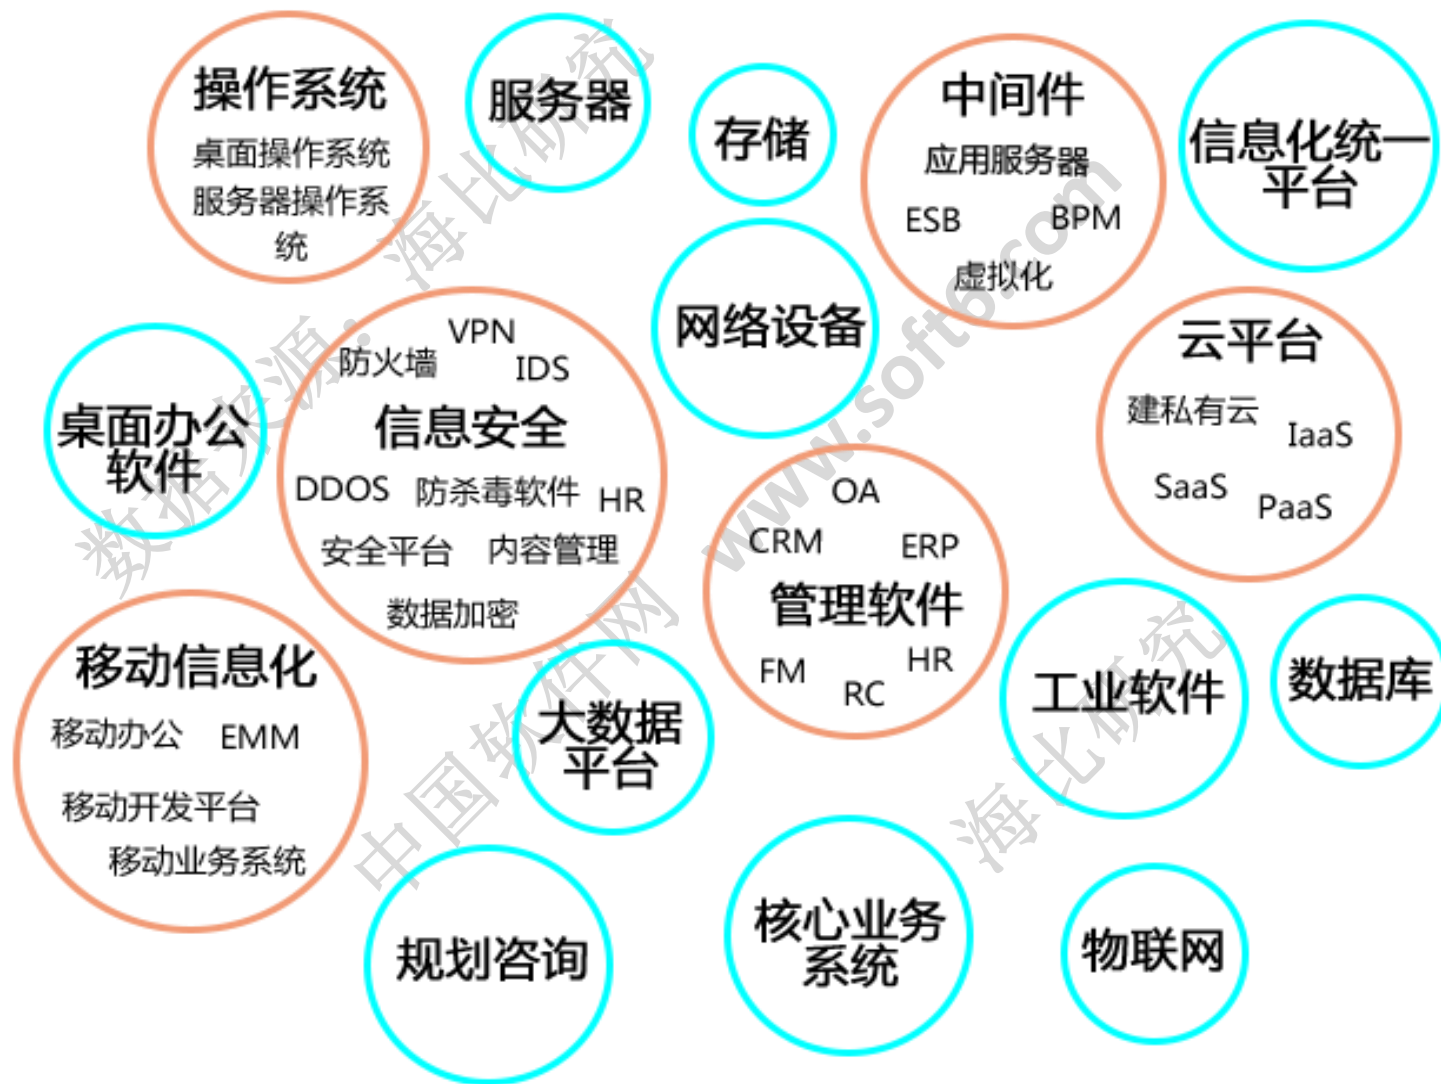 操作系统
桌面操作系统
服务器操作系
统
服务器
存储
中间件
应用服务器
ESB
BPM
虚拟化
信息化统一
平台
网络设备
云平台
建私有云
IaaS
SaaS
PaaS
桌面办公
软件
VPN
防火墙
IDS
信息安全
DDOS
防杀毒软件
HR
安全平台
内容管理
数据加密
OA
CRM
ERP
管理软件
FM
HR
RC
移动信息化
移动办公
EMM
移动开发平台
移动业务系统
大数据
平台
工业软件
数据库
规划咨询
核心业务
系统
物联网
数据来源：海比研究
中国软件网 www.soft6.com
海比研究